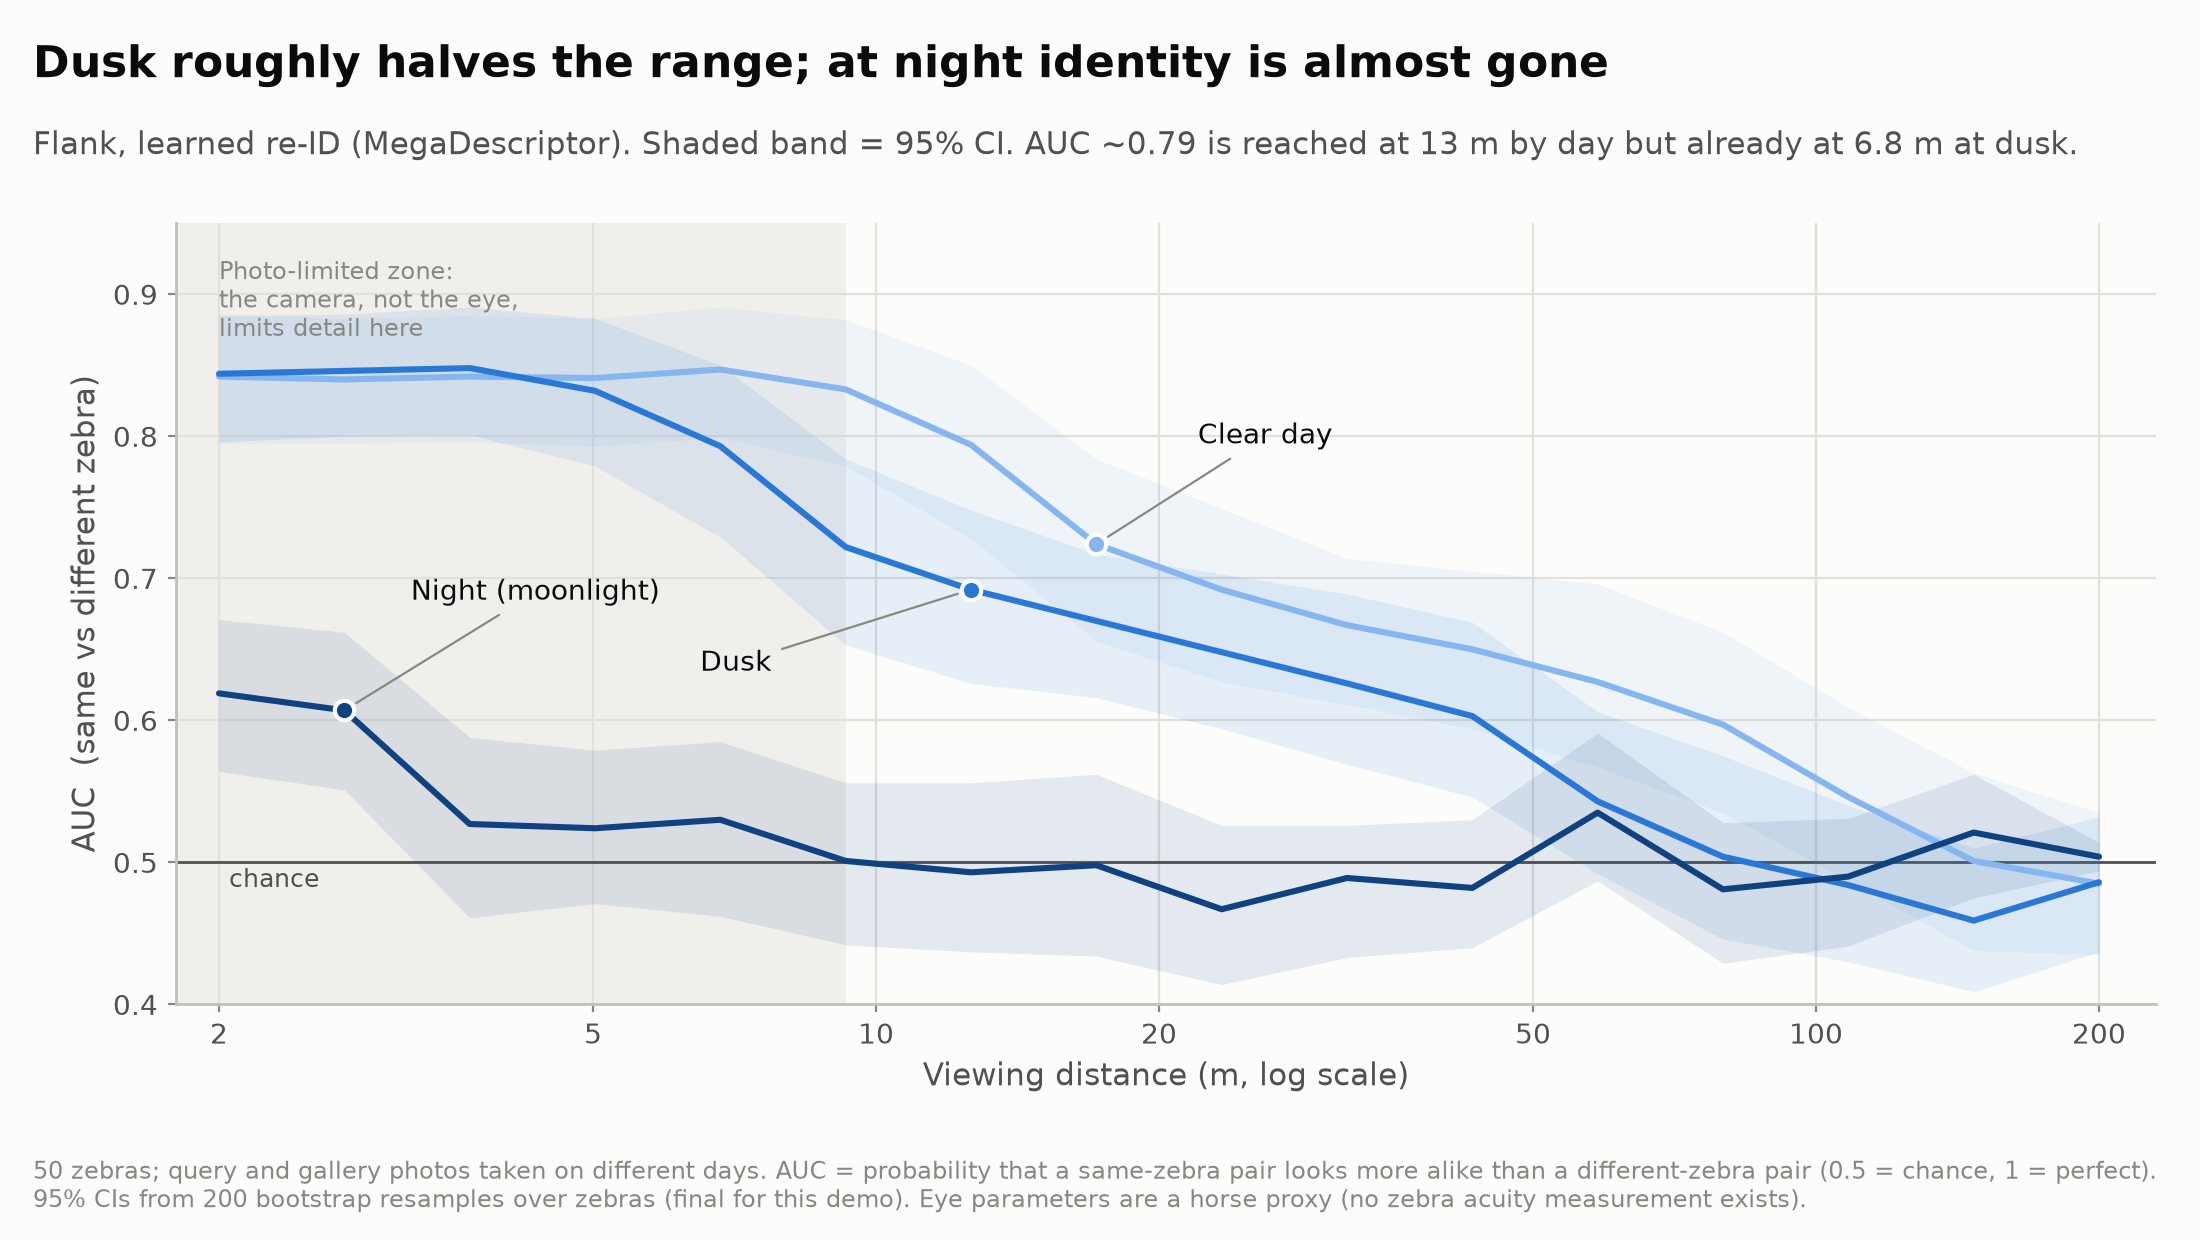 Dusk roughly halves the range; at night identity is almost gone
Flank, learned re-ID (MegaDescriptor). Shaded band = 95% CI. AUC ~0.79 is reached at 13 m by day but already at 6.8 m at dusk.
Photo-limited zone:
the camera, not the eye,
limits detail here
Clear day
Night (moonlight)
Dusk
chance
AUC (same vs different zebra)
0.9
0.8
0.7
0.6
0.5
0.4
2 5 10 20 50 100 200
Viewing distance (m, log scale)
50 zebras; query and gallery photos taken on different days. AUC = probability that a same-zebra pair looks more alike than a different-zebra pair (0.5 = chance, 1 = perfect).
95% CIs from 200 bootstrap resamples over zebras (final for this demo). Eye parameters are a horse proxy (no zebra acuity measurement exists).